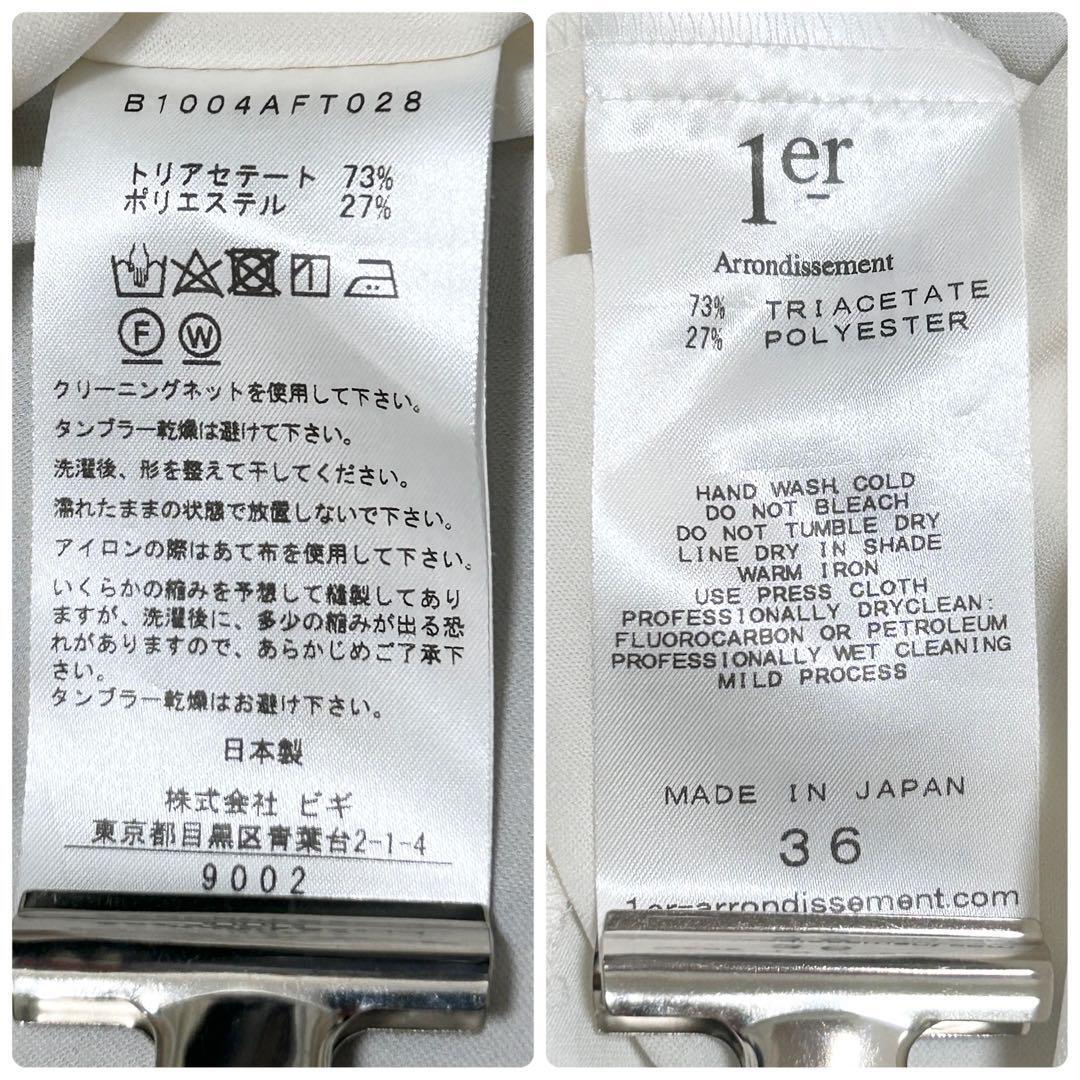 B1004AFT028
トリアセテート 73%
ポリエステル 27%
F W
クリーニングネットを使用して下さい。
タンブラー乾燥は避けて下さい。
洗濯後、形を整えて干してください。
濡れたままの状態で放置しないで下さい。
アイロンの際はあて布を使用して下さい。
いくらかの縮みを予想して縫製してあり
ますが、洗濯後に、多少の縮みが出る恐
れがありますので、あらかじめご了承下
さい。
タンブラー乾燥はお避け下さい。
日本製
株式会社 ビギ
東京都目黒区青葉台2-1-4
9002
1er
Arrondissement
73% TRIACETATE
27% POLYESTER
HAND WASH COLD
DO NOT BLEACH
DO NOT TUMBLE DRY
LINE DRY IN SHADE
WARM IRON
USE PRESS CLOTH
PROFESSIONALLY DRYCLEAN:
FLUOROCARBON OR PETROLEUM
PROFESSIONALLY WET CLEANING
MILD PROCESS
MADE IN JAPAN
36
1er-arrondissement.com